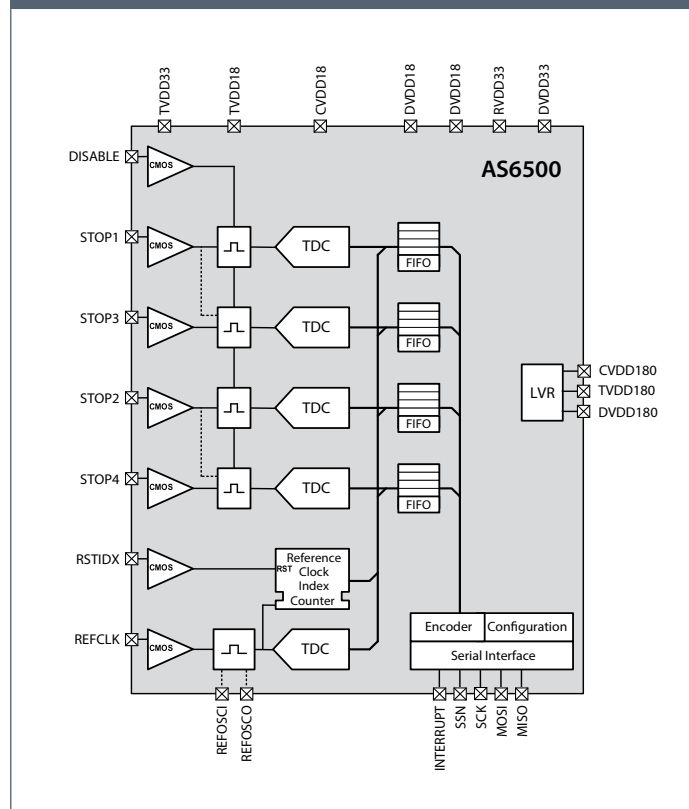 TVDD33
TVDD18
CVDD18
DVDD18
DVDD18
RVDD33
DVDD33
AS6500
DISABLE
CMOS
STOP1
CMOS
TDC
FIFO
STOP3
CMOS
TDC
FIFO
STOP2
CMOS
TDC
FIFO
STOP4
CMOS
TDC
FIFO
LVR
CVDD180
TVDD180
DVDD180
RSTIDX
CMOS
RST
Reference
Clock
Index
Counter
REFCLK
CMOS
TDC
Encoder
Configuration
Serial Interface
REFOSCI
REFOSCO
INTERRUPT
SSN
SCK
MOSI
MISO